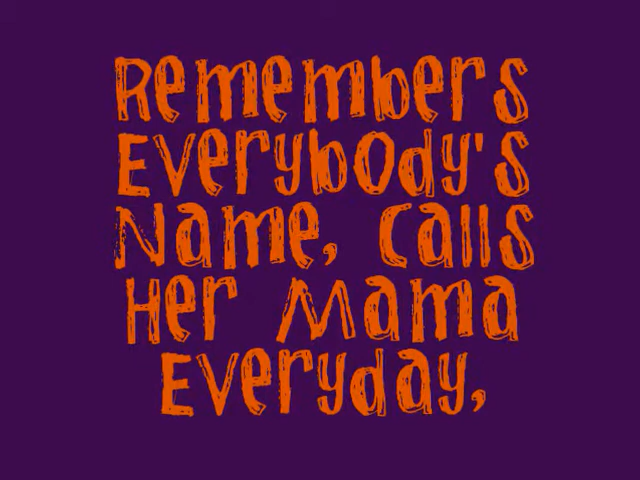 Remembers
Everybody's
Name, Calls
Her Mama
Everyday,